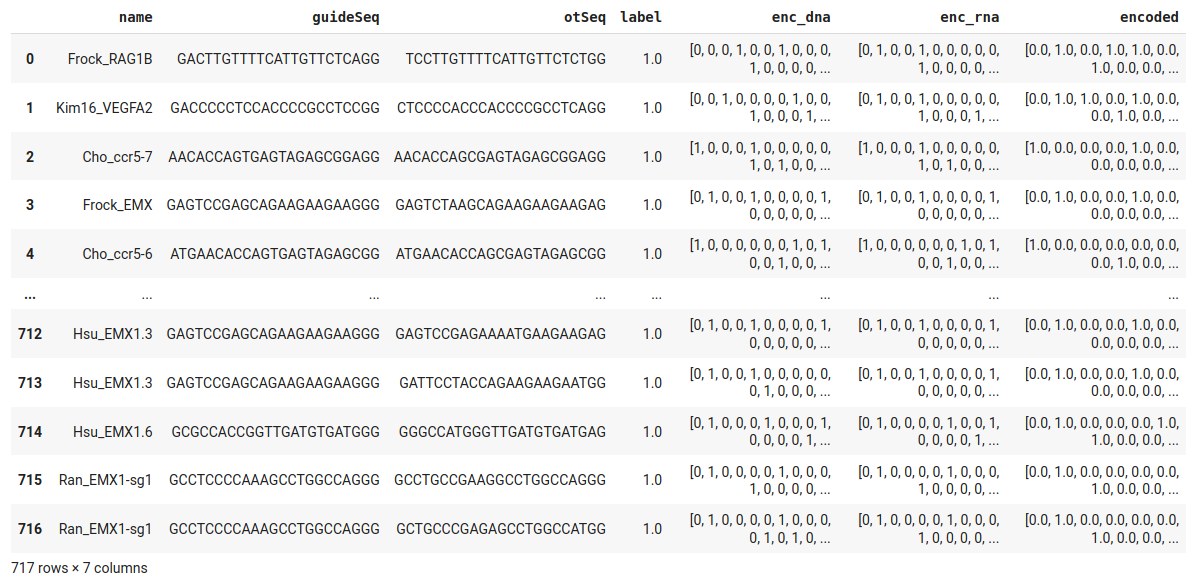 name guideSeq otSeq label enc_dna enc_rna encoded
0 Frock_RAG1B GACTTGTTTTCATTGTTCTCAGG TCCTTGTTTTCATTGTTCTCTGG 1.0 [0, 0, 0, 1, 0, 0, 1, 0, 0, 0, [0, 1, 0, 0, 1, 0, 0, 0, 0, 0, [0.0, 1.0, 0.0, 1.0, 1.0, 0.0,
1, 0, 0, 0, 0, ... 1, 0, 0, 0, 0, ... 1.0, 0.0, 0.0, ...
1 Kim16_VEGFA2 GACCCCCTCCACCCCGCCTCCGG CTCCCCACCCACCCCGCCTCAGG 1.0 [0, 0, 1, 0, 0, 0, 1, 0, 0, 0, [0, 1, 0, 0, 1, 0, 0, 0, 0, 0, [0.0, 1.0, 1.0, 0.0, 1.0, 0.0,
1, 0, 0, 0, 1, ... 1, 0, 0, 0, 1, ... 0.0, 1.0, 0.0, ...
2 Cho_ccr5-7 AACACCAGTGAGTAGAGCGGAGG AACACCAGCGAGTAGAGCGGAGG 1.0 [1, 0, 0, 0, 1, 0, 0, 0, 0, 0, [1, 0, 0, 0, 1, 0, 0, 0, 0, 0, [1.0, 0.0, 0.0, 0.0, 1.0, 0.0,
1, 0, 1, 0, 0, ... 1, 0, 1, 0, 0, ... 0.0, 0.0, 0.0, ...
3 Frock_EMX GAGTCCGAGCAGAAGAAGAAGGG GAGTCTAAGCAGAAGAAGAAGAG 1.0 [0, 1, 0, 0, 1, 0, 0, 0, 0, 1, [0, 1, 0, 0, 1, 0, 0, 0, 0, 1, [0.0, 1.0, 0.0, 0.0, 1.0, 0.0,
0, 0, 0, 0, 0, ... 0, 0, 0, 0, 0, ... 0.0, 0.0, 0.0, ...
4 Cho_ccr5-6 ATGAACACCAGTGAGTAGAGCGG ATGAACACCAGCGAGTAGAGCGG 1.0 [1, 0, 0, 0, 0, 0, 0, 1, 0, 1, [1, 0, 0, 0, 0, 0, 0, 1, 0, 1, [1.0, 0.0, 0.0, 0.0, 0.0, 0.0,
0, 0, 1, 0, 0, ... 0, 0, 1, 0, 0, ... 0.0, 1.0, 0.0, ...
... ... ... ... ... ... ... ...
712 Hsu_EMX1.3 GAGTCCGAGCAGAAGAAGAAGGG GAGTCCGAGAAAATGAAGAAGAG 1.0 [0, 1, 0, 0, 1, 0, 0, 0, 0, 1, [0, 1, 0, 0, 1, 0, 0, 0, 0, 1, [0.0, 1.0, 0.0, 0.0, 1.0, 0.0,
0, 0, 0, 0, 0, ... 0, 0, 0, 0, 0, ... 0.0, 0.0, 0.0, ...
713 Hsu_EMX1.3 GAGTCCGAGCAGAAGAAGAAGGG GATTCCTACCAGAAGAAGAATGG 1.0 [0, 1, 0, 0, 1, 0, 0, 0, 0, 0, [0, 1, 0, 0, 1, 0, 0, 0, 0, 1, [0.0, 1.0, 0.0, 0.0, 1.0, 0.0,
0, 1, 0, 0, 0, ... 0, 0, 0, 0, 0, ... 0.0, 0.0, 0.0, ...
714 Hsu_EMX1.6 GCGCCACCGGTTGATGTGATGGG GGGCCATGGGTTGATGTGATGAG 1.0 [0, 1, 0, 0, 0, 1, 0, 0, 0, 1, [0, 1, 0, 0, 0, 0, 1, 0, 0, 1, [0.0, 1.0, 0.0, 0.0, 0.0, 1.0,
0, 0, 0, 0, 1, ... 0, 0, 0, 0, 1, ... 1.0, 0.0, 0.0, ...
715 Ran_EMX1-sg1 GCCTCCCCAAAGCCTGGCCAGGG GCCTGCCGAAGGCCTGGCCAGGG 1.0 [0, 1, 0, 0, 0, 0, 1, 0, 0, 0, [0, 1, 0, 0, 0, 0, 1, 0, 0, 0, [0.0, 1.0, 0.0, 0.0, 0.0, 0.0,
1, 0, 0, 0, 0, ... 1, 0, 0, 0, 0, ... 1.0, 0.0, 0.0, ...
716 Ran_EMX1-sg1 GCCTCCCCAAAGCCTGGCCAGGG GCTGCCCGAGAGCCTGGCCATGG 1.0 [0, 1, 0, 0, 0, 0, 1, 0, 0, 0, [0, 1, 0, 0, 0, 0, 1, 0, 0, 0, [0.0, 1.0, 0.0, 0.0, 0.0, 0.0,
0, 1, 0, 1, 0, ... 1, 0, 0, 0, 0, ... 1.0, 0.0, 0.0, ...
717 rows × 7 columns